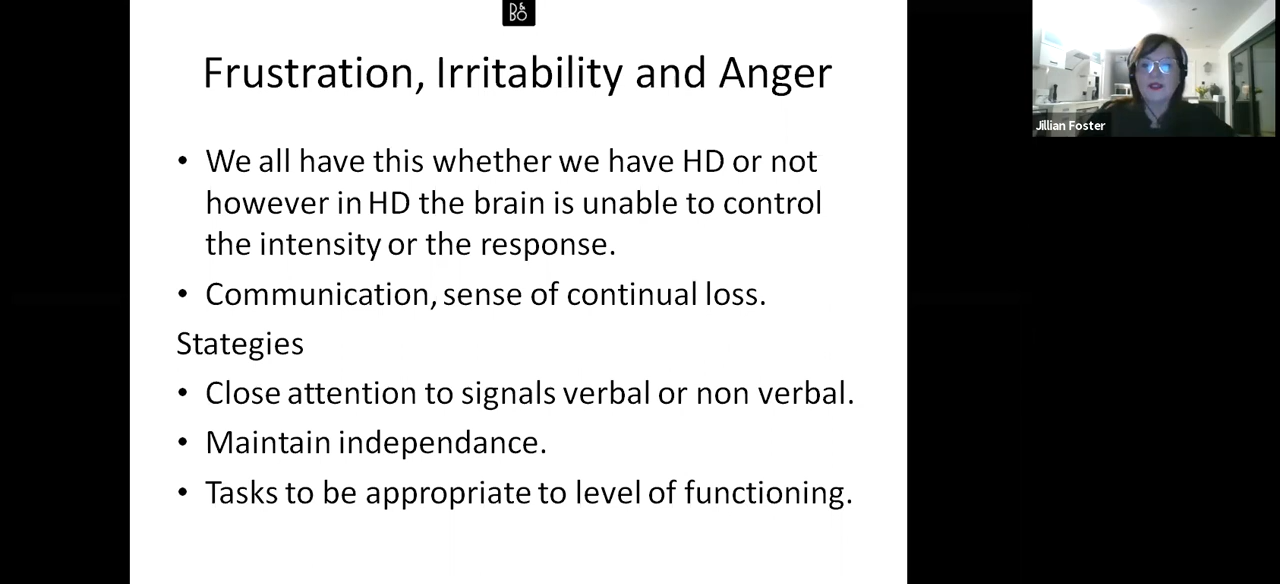 B&BO
Frustration, Irritability and Anger
• We all have this whether we have HD or not
however in HD the brain is unable to control
the intensity or the response.
• Communication, sense of continual loss.
Stategies
• Close attention to signals verbal or non verbal.
• Maintain independance.
• Tasks to be appropriate to level of functioning.
Jillian Foster